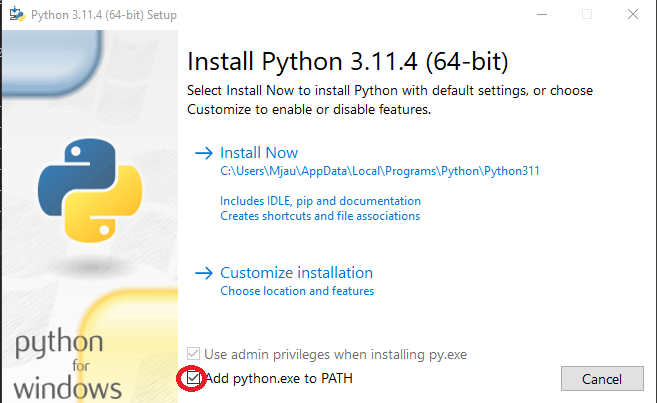 Python 3.11.4 (64-bit) Setup
Install Python 3.11.4 (64-bit)
Select Install Now to install Python with default settings, or choose
Customize to enable or disable features.
Install Now
C:\Users\Mjau\AppData\Local\Programs\Python\Python311
Includes IDLE, pip and documentation
Creates shortcuts and file associations
Customize installation
Choose location and features
python
for
windows
Use admin privileges when installing py.exe
Add python.exe to PATH
Cancel